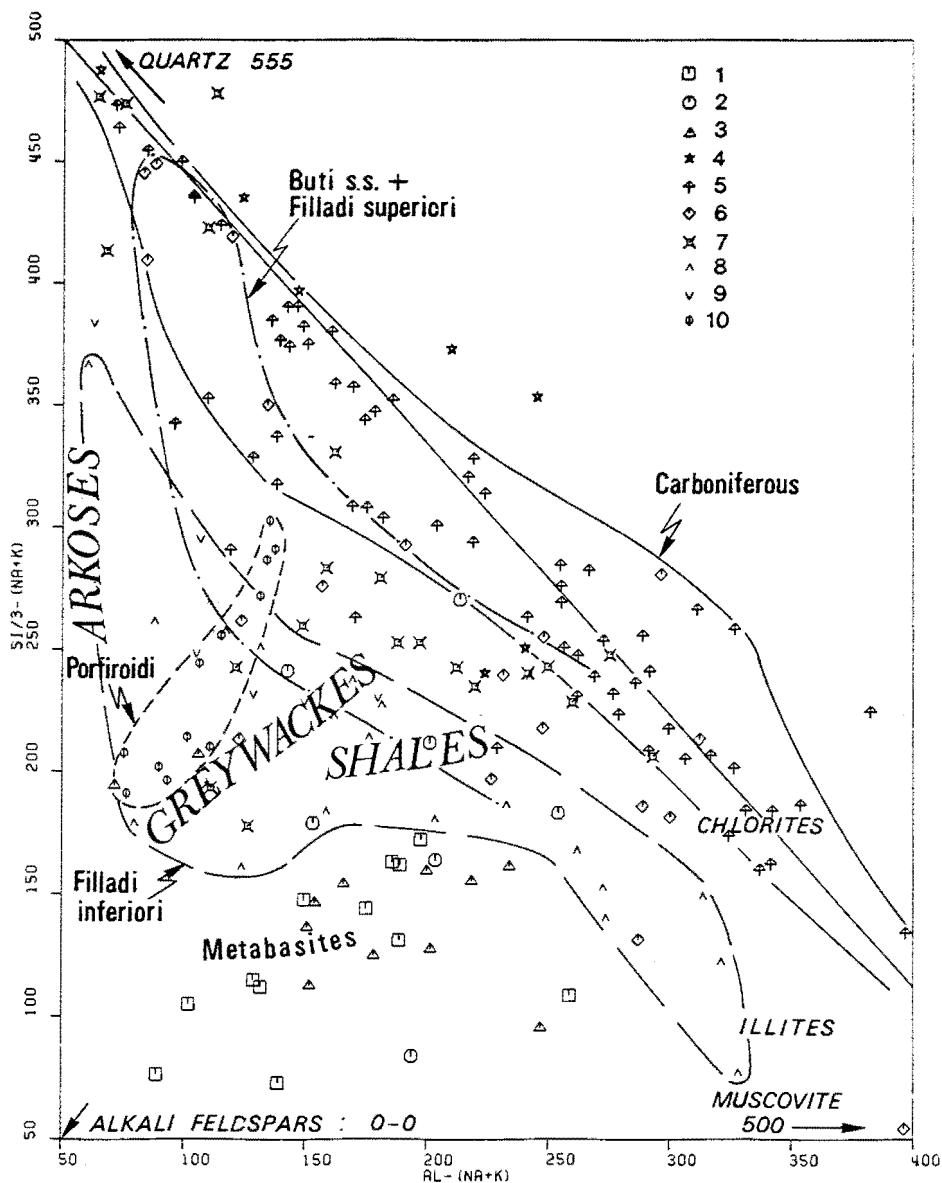 500
450
400
350
300
250
200
150
100
50
SI/3-(NA+K)
QUARTZ 555
1
2
3
4
5
6
7
8
9
10
Buti s.s. +
Filladi supericri
Carboniferous
ARKOSES
Porfiroidi
GREYWACKES
SHALES
CHLORITES
Filladi
inferiori
Metabasites
ILLITES
MUSCOVITE
500
ALKALI FELDSPARS : 0-0
50
100
150
200
250
300
350
400
AL-(NA+K)